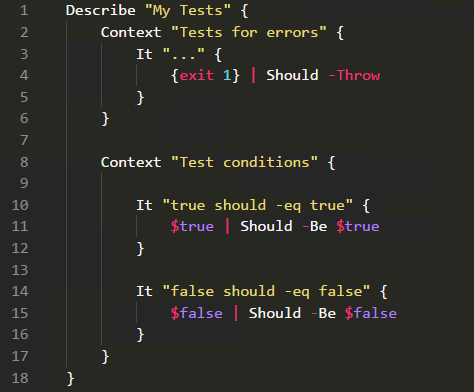 1 Describe "My Tests" {
2 Context "Tests for errors" {
3 It "..." {
4 {exit 1} | Should -Throw
5 }
6 }
7
8 Context "Test conditions" {
9
10 It "true should -eq true" {
11 $true | Should -Be $true
12 }
13
14 It "false should -eq false" {
15 $false | Should -Be $false
16 }
17 }
18 }